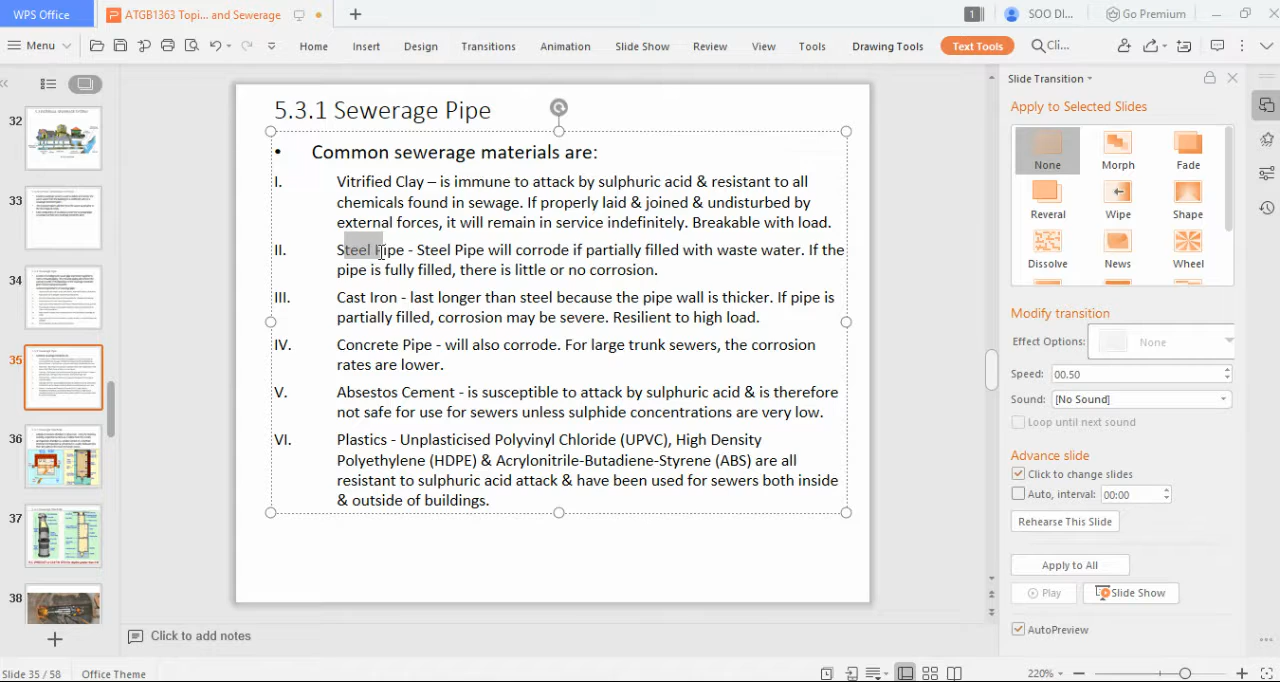 WPS Office
ATGB1363 Topi... and Sewerage
SOO DI...
Go Premium
Menu
Home
Insert
Design
Transitions
Animation
Slide Show
Review
View
Tools
Drawing Tools
Text Tools
Cli...
32
33
34
35
36
37
38
5.3.1 Sewerage Pipe
• Common sewerage materials are:
I. Vitrified Clay – is immune to attack by sulphuric acid & resistant to all
chemicals found in sewage. If properly laid & joined & undisturbed by
external forces, it will remain in service indefinitely. Breakable with load.
II. Steel Pipe - Steel Pipe will corrode if partially filled with waste water. If the
pipe is fully filled, there is little or no corrosion.
III. Cast Iron - last longer than steel because the pipe wall is thicker. If pipe is
partially filled, corrosion may be severe. Resilient to high load.
IV. Concrete Pipe - will also corrode. For large trunk sewers, the corrosion
rates are lower.
V. Absestos Cement - is susceptible to attack by sulphuric acid & is therefore
not safe for use for sewers unless sulphide concentrations are very low.
VI. Plastics - Unplasticised Polyvinyl Chloride (UPVC), High Density
Polyethylene (HDPE) & Acrylonitrile-Butadiene-Styrene (ABS) are all
resistant to sulphuric acid attack & have been used for sewers both inside
& outside of buildings.
Click to add notes
Slide Transition
Apply to Selected Slides
None
Morph
Fade
Reveral
Wipe
Shape
Dissolve
News
Wheel
Modify transition
Effect Options:
None
Speed:
00.50
Sound:
[No Sound]
Loop until next sound
Advance slide
Click to change slides
Auto, interval:
00:00
Rehearse This Slide
Apply to All
Play
Slide Show
AutoPreview
Slide 35 / 58
Office Theme
220%